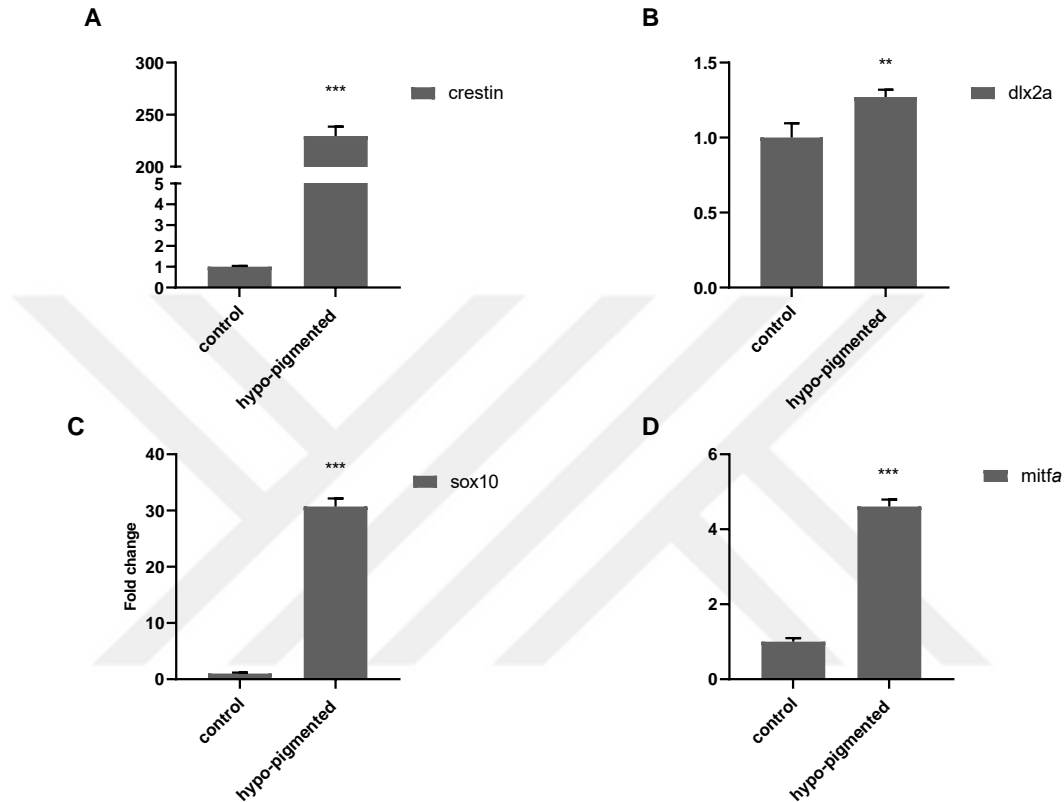 A
300
250
200
5
4
3
2
1
0
***
crestin
control
hypo-pigmented
B
1.5
1.0
0.5
0.0
**
dlx2a
control
hypo-pigmented
C
Fold change
40
30
20
10
0
***
sox10
control
hypo-pigmented
D
6
4
2
0
***
mitfa
control
hypo-pigmented